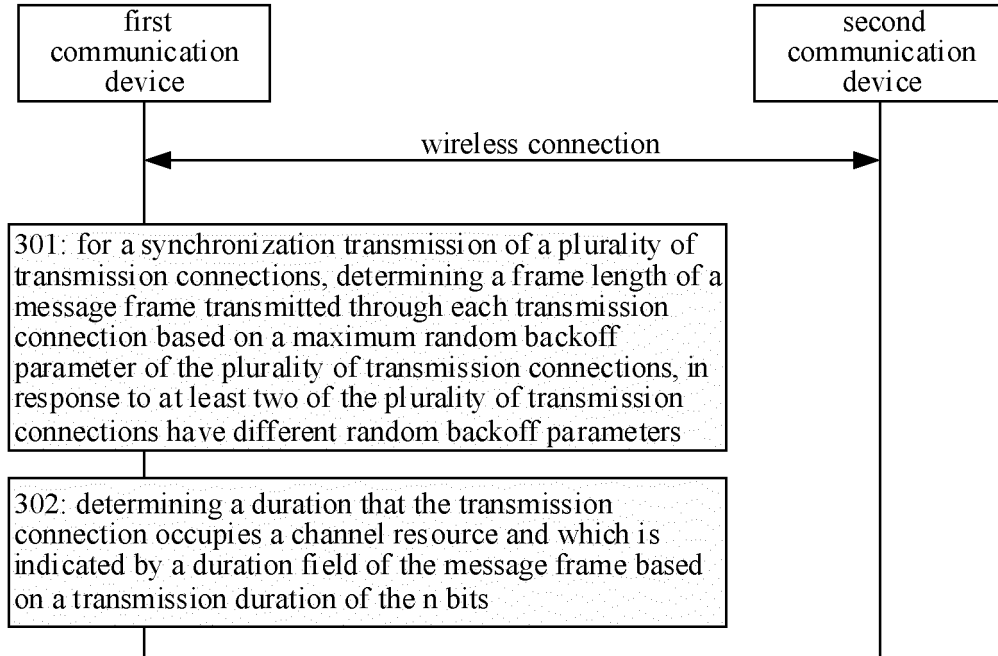 first
communication
device
second
communication
device
wireless connection
301: for a synchronization transmission of a plurality of
transmission connections, determining a frame length of a
message frame transmitted through each transmission
connection based on a maximum random backoff
parameter of the plurality of transmission connections, in
response to at least two of the plurality of transmission
connections have different random backoff parameters
302: determining a duration that the transmission
connection occupies a channel resource and which is
indicated by a duration field of the message frame based
on a transmission duration of the n bits